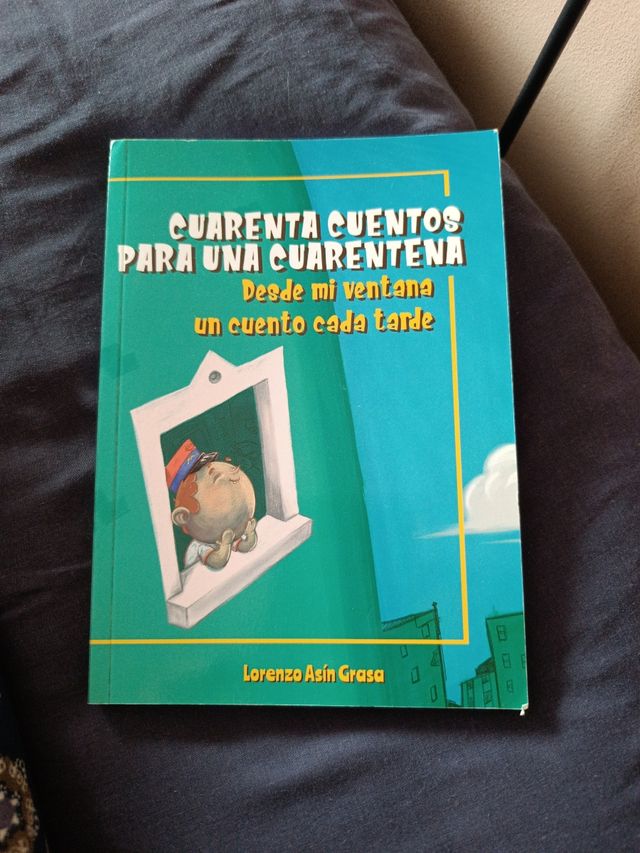 CUARENTA CUENTOS
PARA UNA CUARENTENA
Desde mi ventana
un cuento cada tarde
Lorenzo Asín Grasa